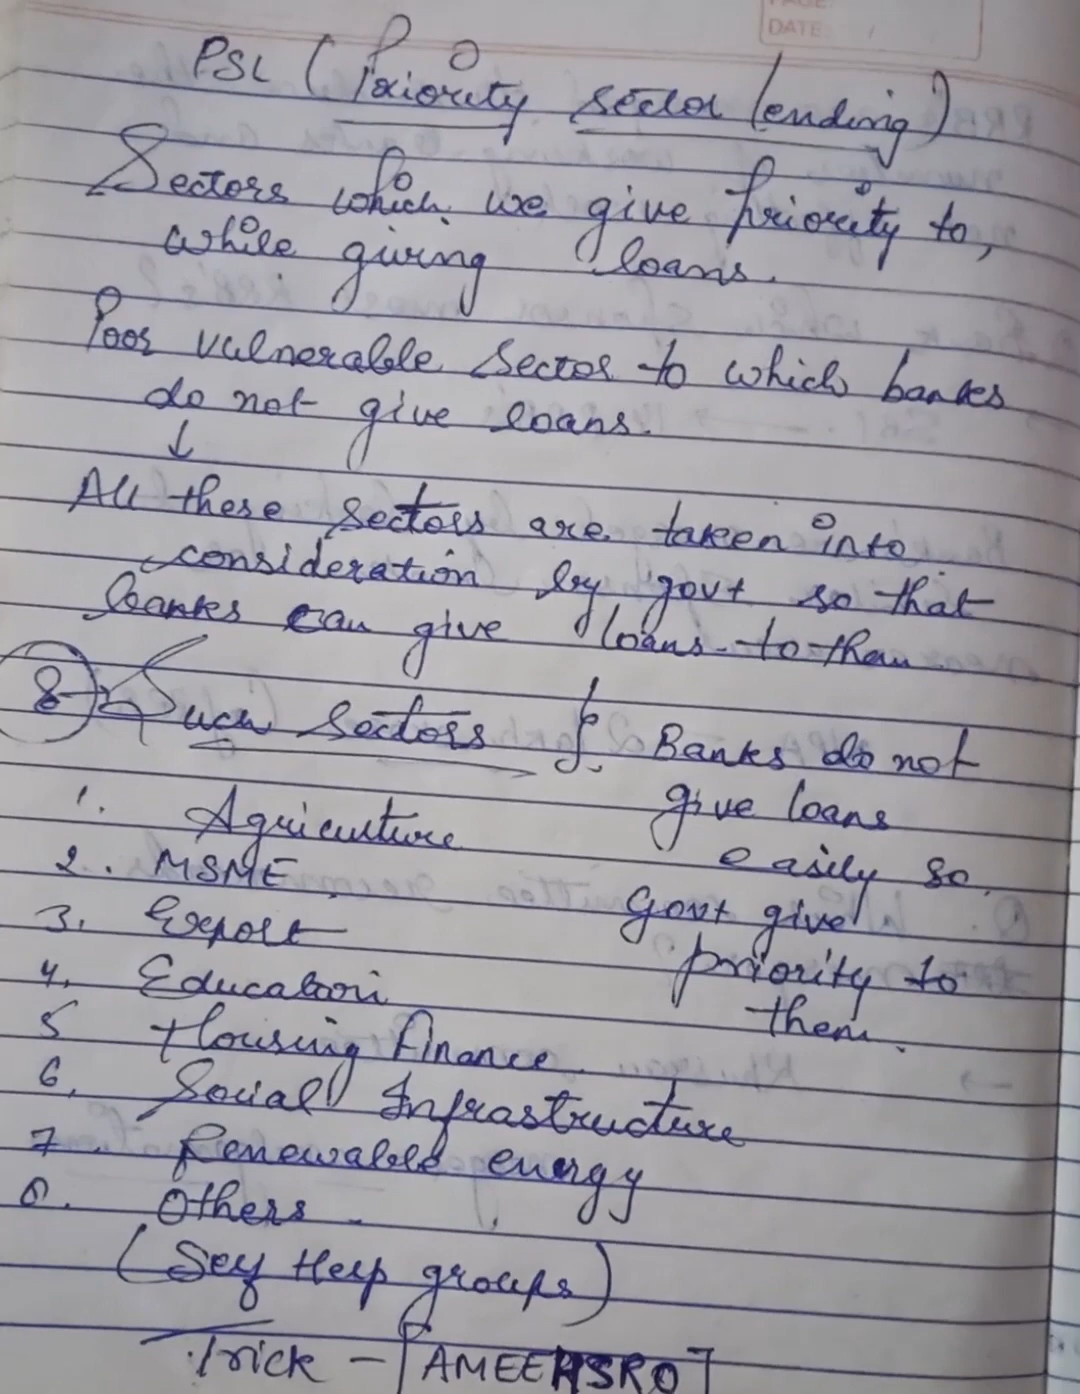 DATE:
PSL (Priority sector lending)
Sectors which we give priority to,
while giving loans.
Poor vulnerable sector to which banks
do not give loans.
↓
All these sectors are taken into
consideration by govt so that
banks can give loans to them
8 → Such sectors
1. Agriculture
2. MSME
3. Export
4. Education
5 Housing finance
6. Social Infrastructure
7. Renewable energy
8. Others.
(Self Help groups)
Banks do not
give loans
easily so
Govt give
priority to
them.
Trick - [AMEEHSRO]